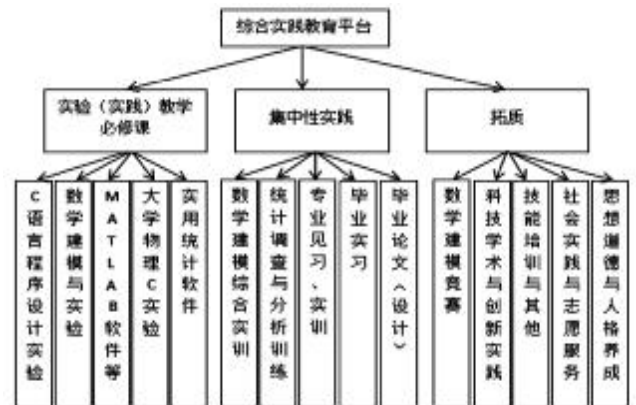 综合实践教育平台
实验（实践）教学
必修课
集中性实践
拓质
C语言程序设计实验
数学建模与实验
MATLAB软件等
大学物理C实验
实用统计软件
数学建模综合实训
统计调查与分析训练
专业见习、实训
毕业实习
毕业论文（设计）
数学建模竞赛
科技学术与创新实践
技能培训与其他
社会实践与志愿服务
思想道德与人格养成